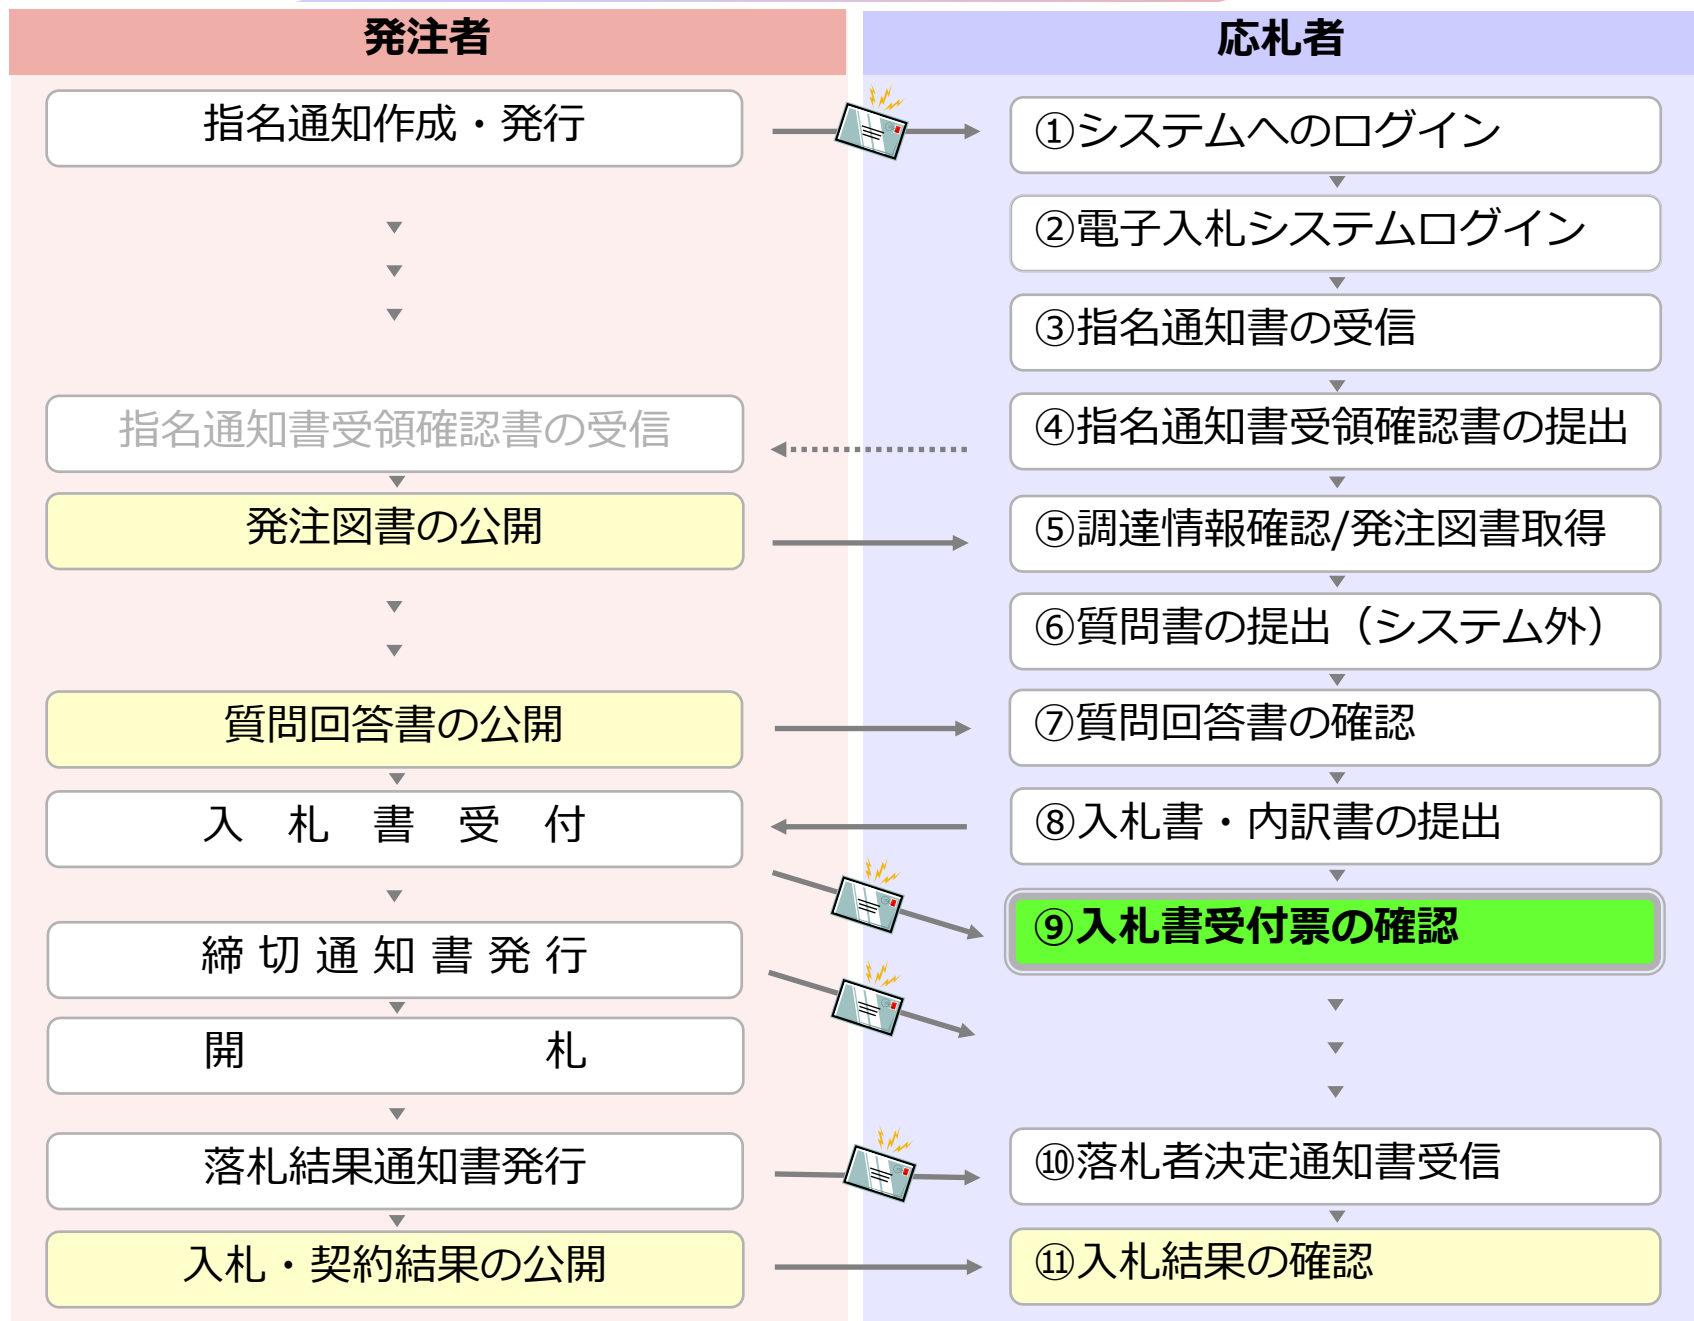 発注者
指名通知作成・発行
指名通知書受領確認書の受信
発注図書の公開
質問回答書の公開
入　札　書　受　付
締切通知書発行
開　　　　　　　札
落札結果通知書発行
入札・契約結果の公開
応札者
①システムへのログイン
②電子入札システムログイン
③指名通知書の受信
④指名通知書受領確認書の提出
⑤調達情報確認/発注図書取得
⑥質問書の提出（システム外）
⑦質問回答書の確認
⑧入札書・内訳書の提出
⑨入札書受付票の確認
⑩落札者決定通知書受信
⑪入札結果の確認